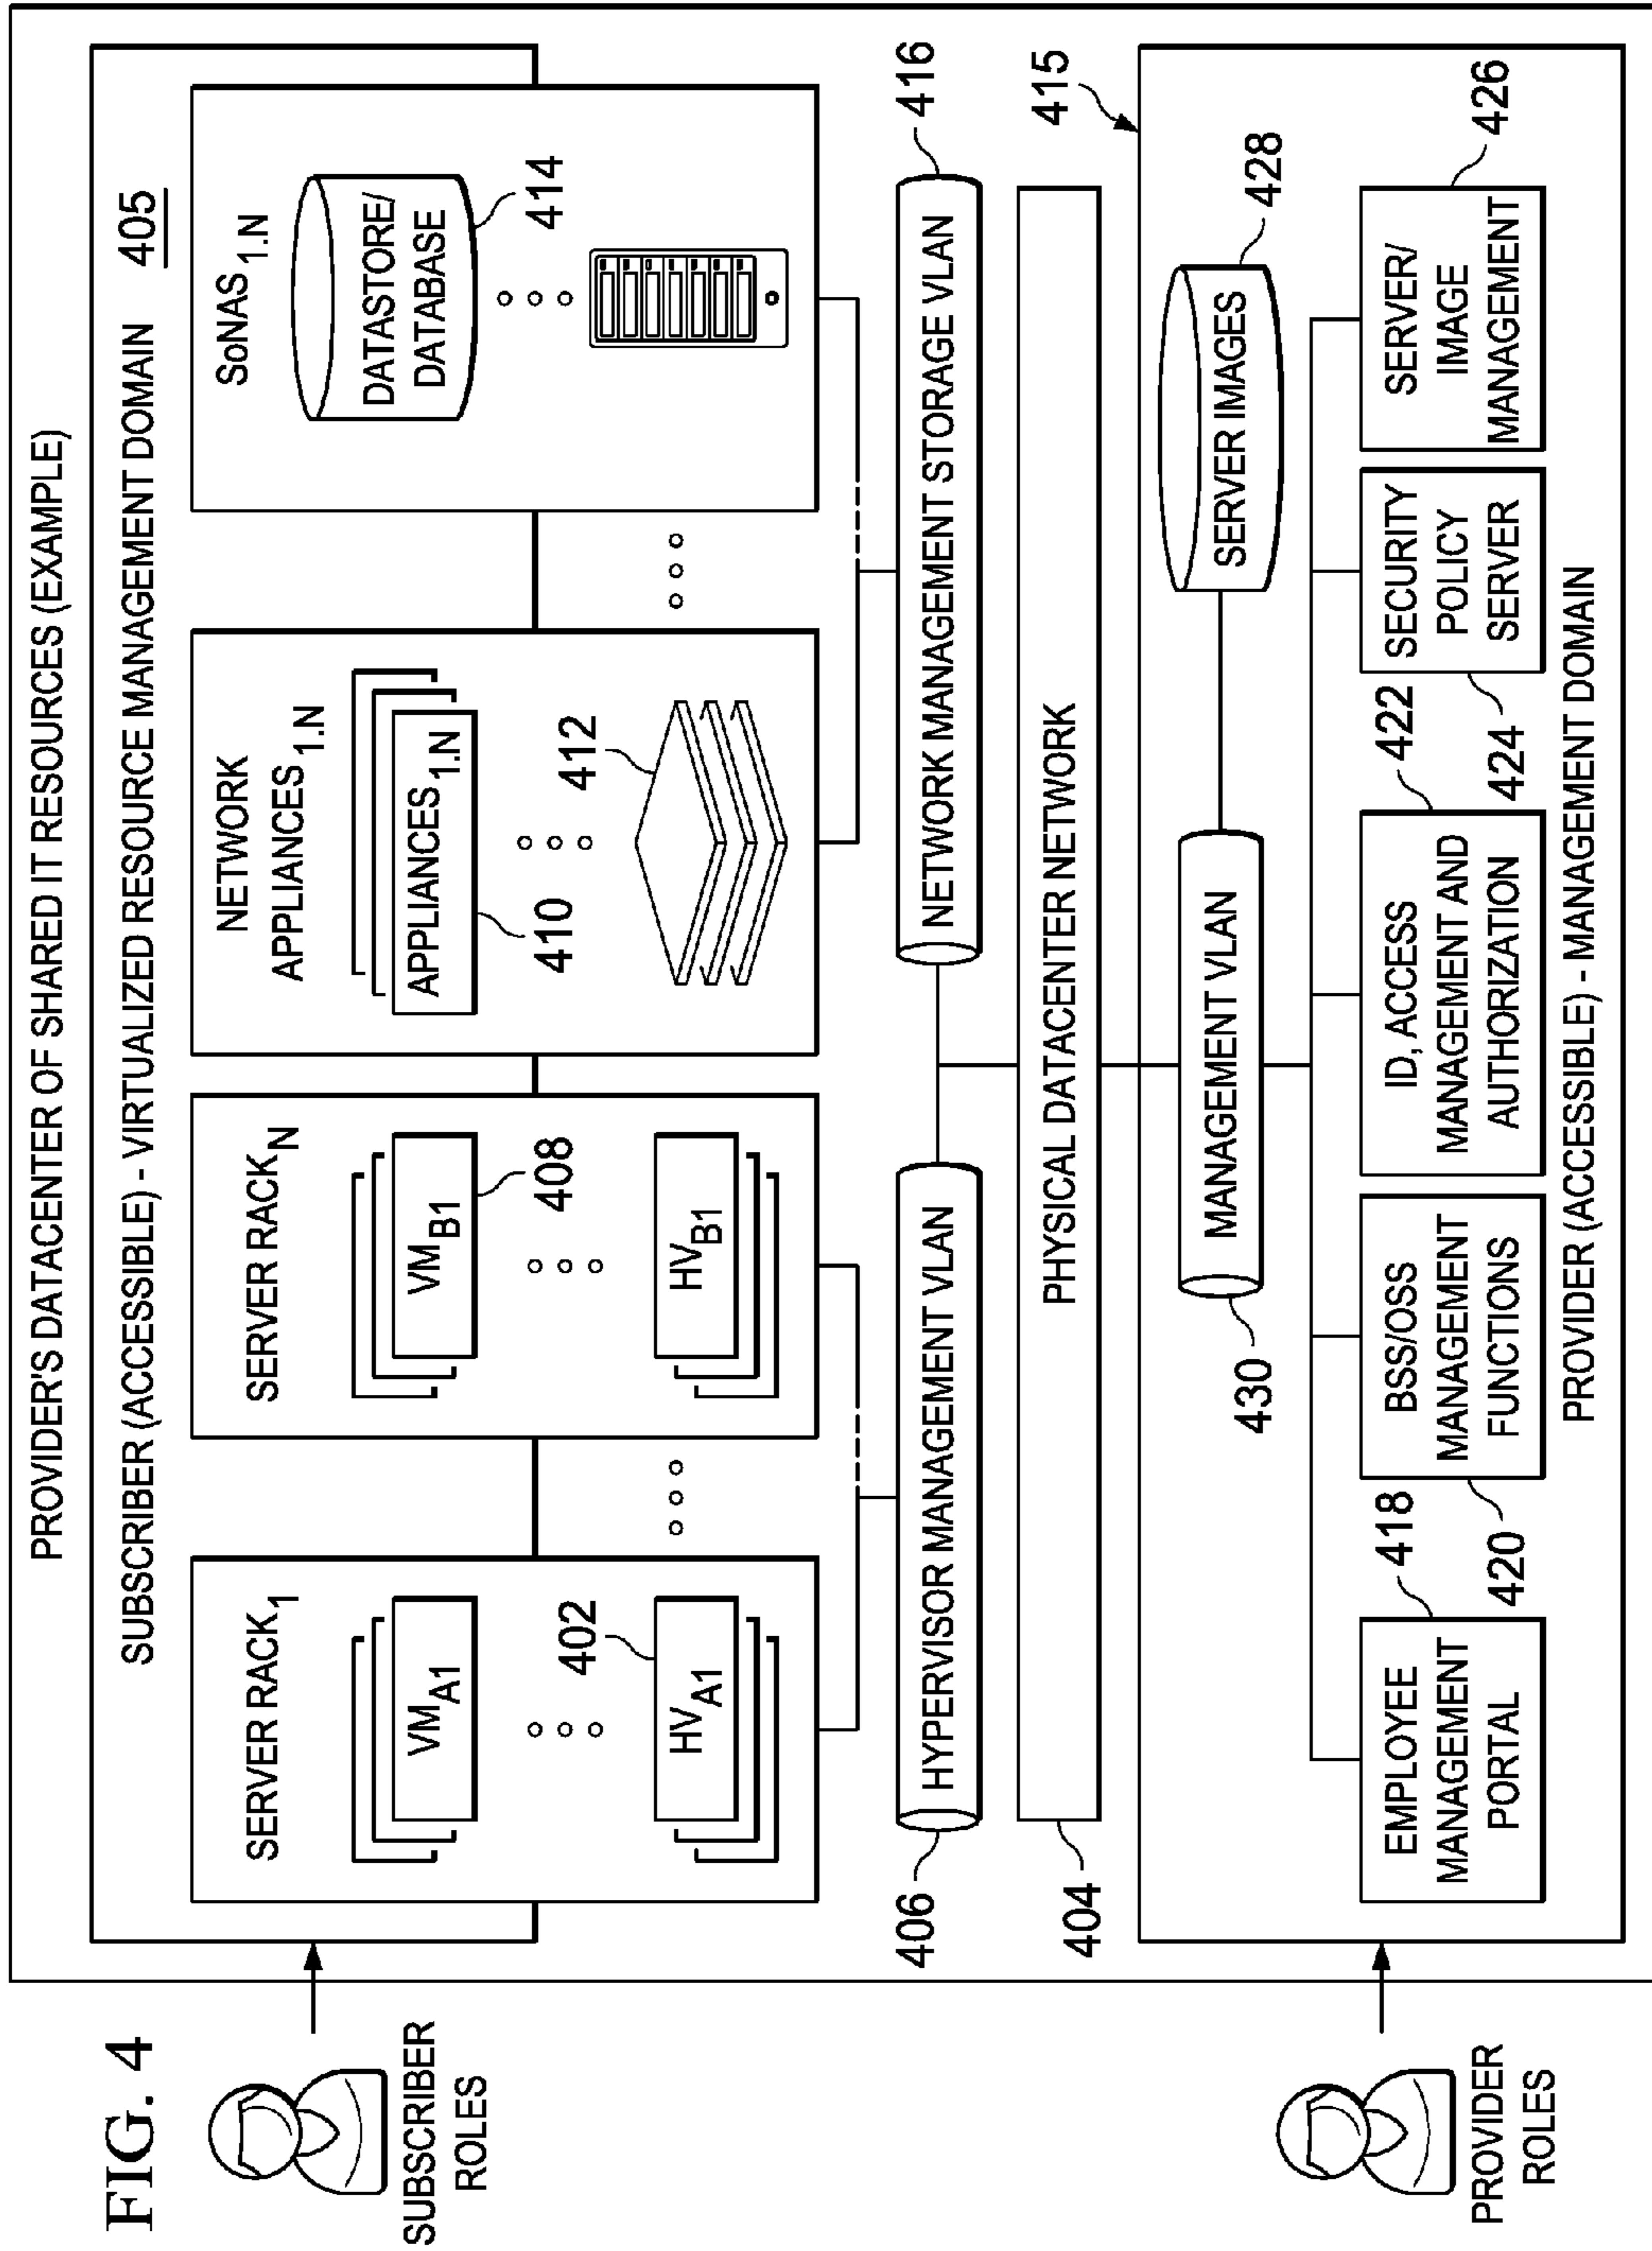 FIG. 4
PROVIDER'S DATACENTER OF SHARED IT RESOURCES (EXAMPLE)
SUBSCRIBER (ACCESSIBLE) - VIRTUALIZED RESOURCE MANAGEMENT DOMAIN 405
SUBSCRIBER
ROLES
SERVER RACK1
VMA1
402
HVA1
SERVER RACKN
VMB1
408
HVB1
NETWORK
APPLIANCES1.N
APPLIANCES1.N
410
412
SoNAS1.N
DATASTORE/
DATABASE
414
406
HYPERVISOR MANAGEMENT VLAN
NETWORK MANAGEMENT STORAGE VLAN
416
404
PHYSICAL DATACENTER NETWORK
415
430
MANAGEMENT VLAN
SERVER IMAGES
428
PROVIDER
ROLES
418
EMPLOYEE
MANAGEMENT
PORTAL
420
BSS/OSS
MANAGEMENT
FUNCTIONS
422
ID, ACCESS
MANAGEMENT AND
AUTHORIZATION
424
SECURITY
POLICY
SERVER
426
SERVER/
IMAGE
MANAGEMENT
PROVIDER (ACCESSIBLE) - MANAGEMENT DOMAIN